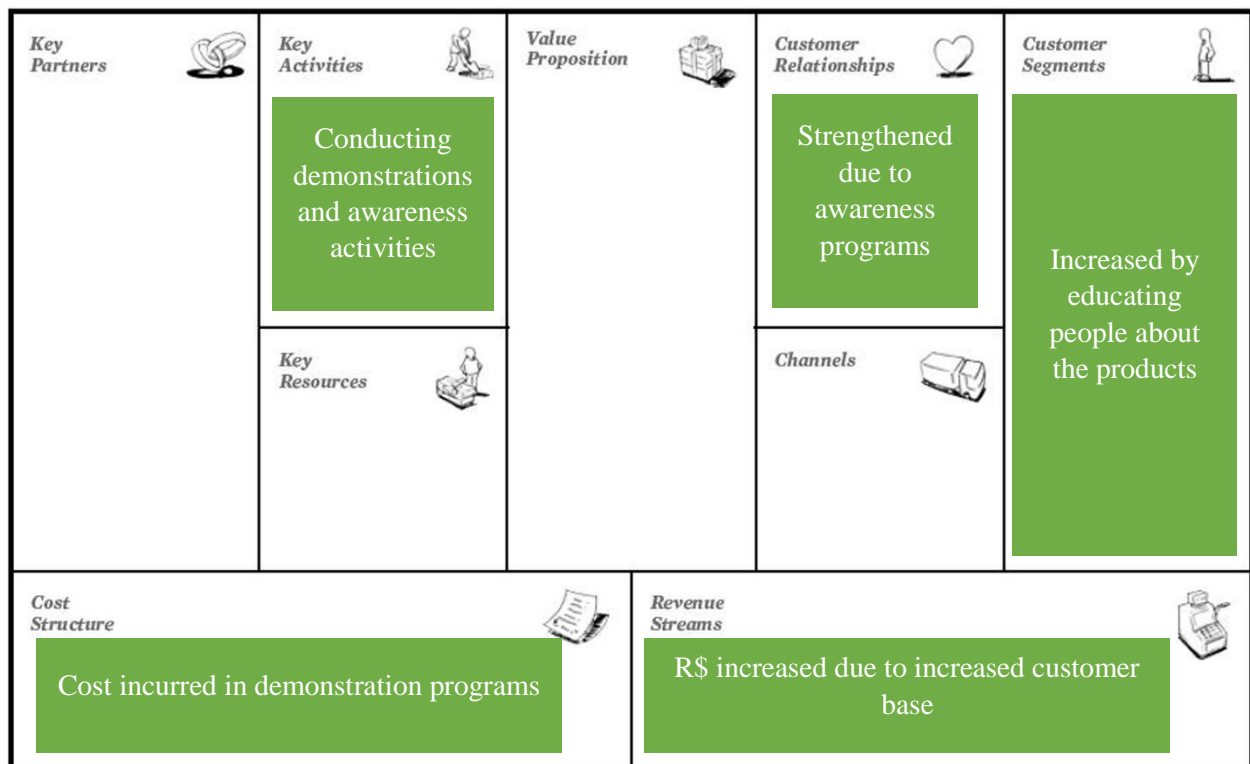 Key
Partners
Key
Activities
Conducting
demonstrations
and awareness
activities
Key
Resources
Value
Proposition
Customer
Relationships
Strengthened
due to
awareness
programs
Channels
Customer
Segments
Increased by
educating
people about
the products
Cost
Structure
Cost incurred in demonstration programs
Revenue
Streams
R$ increased due to increased customer
base